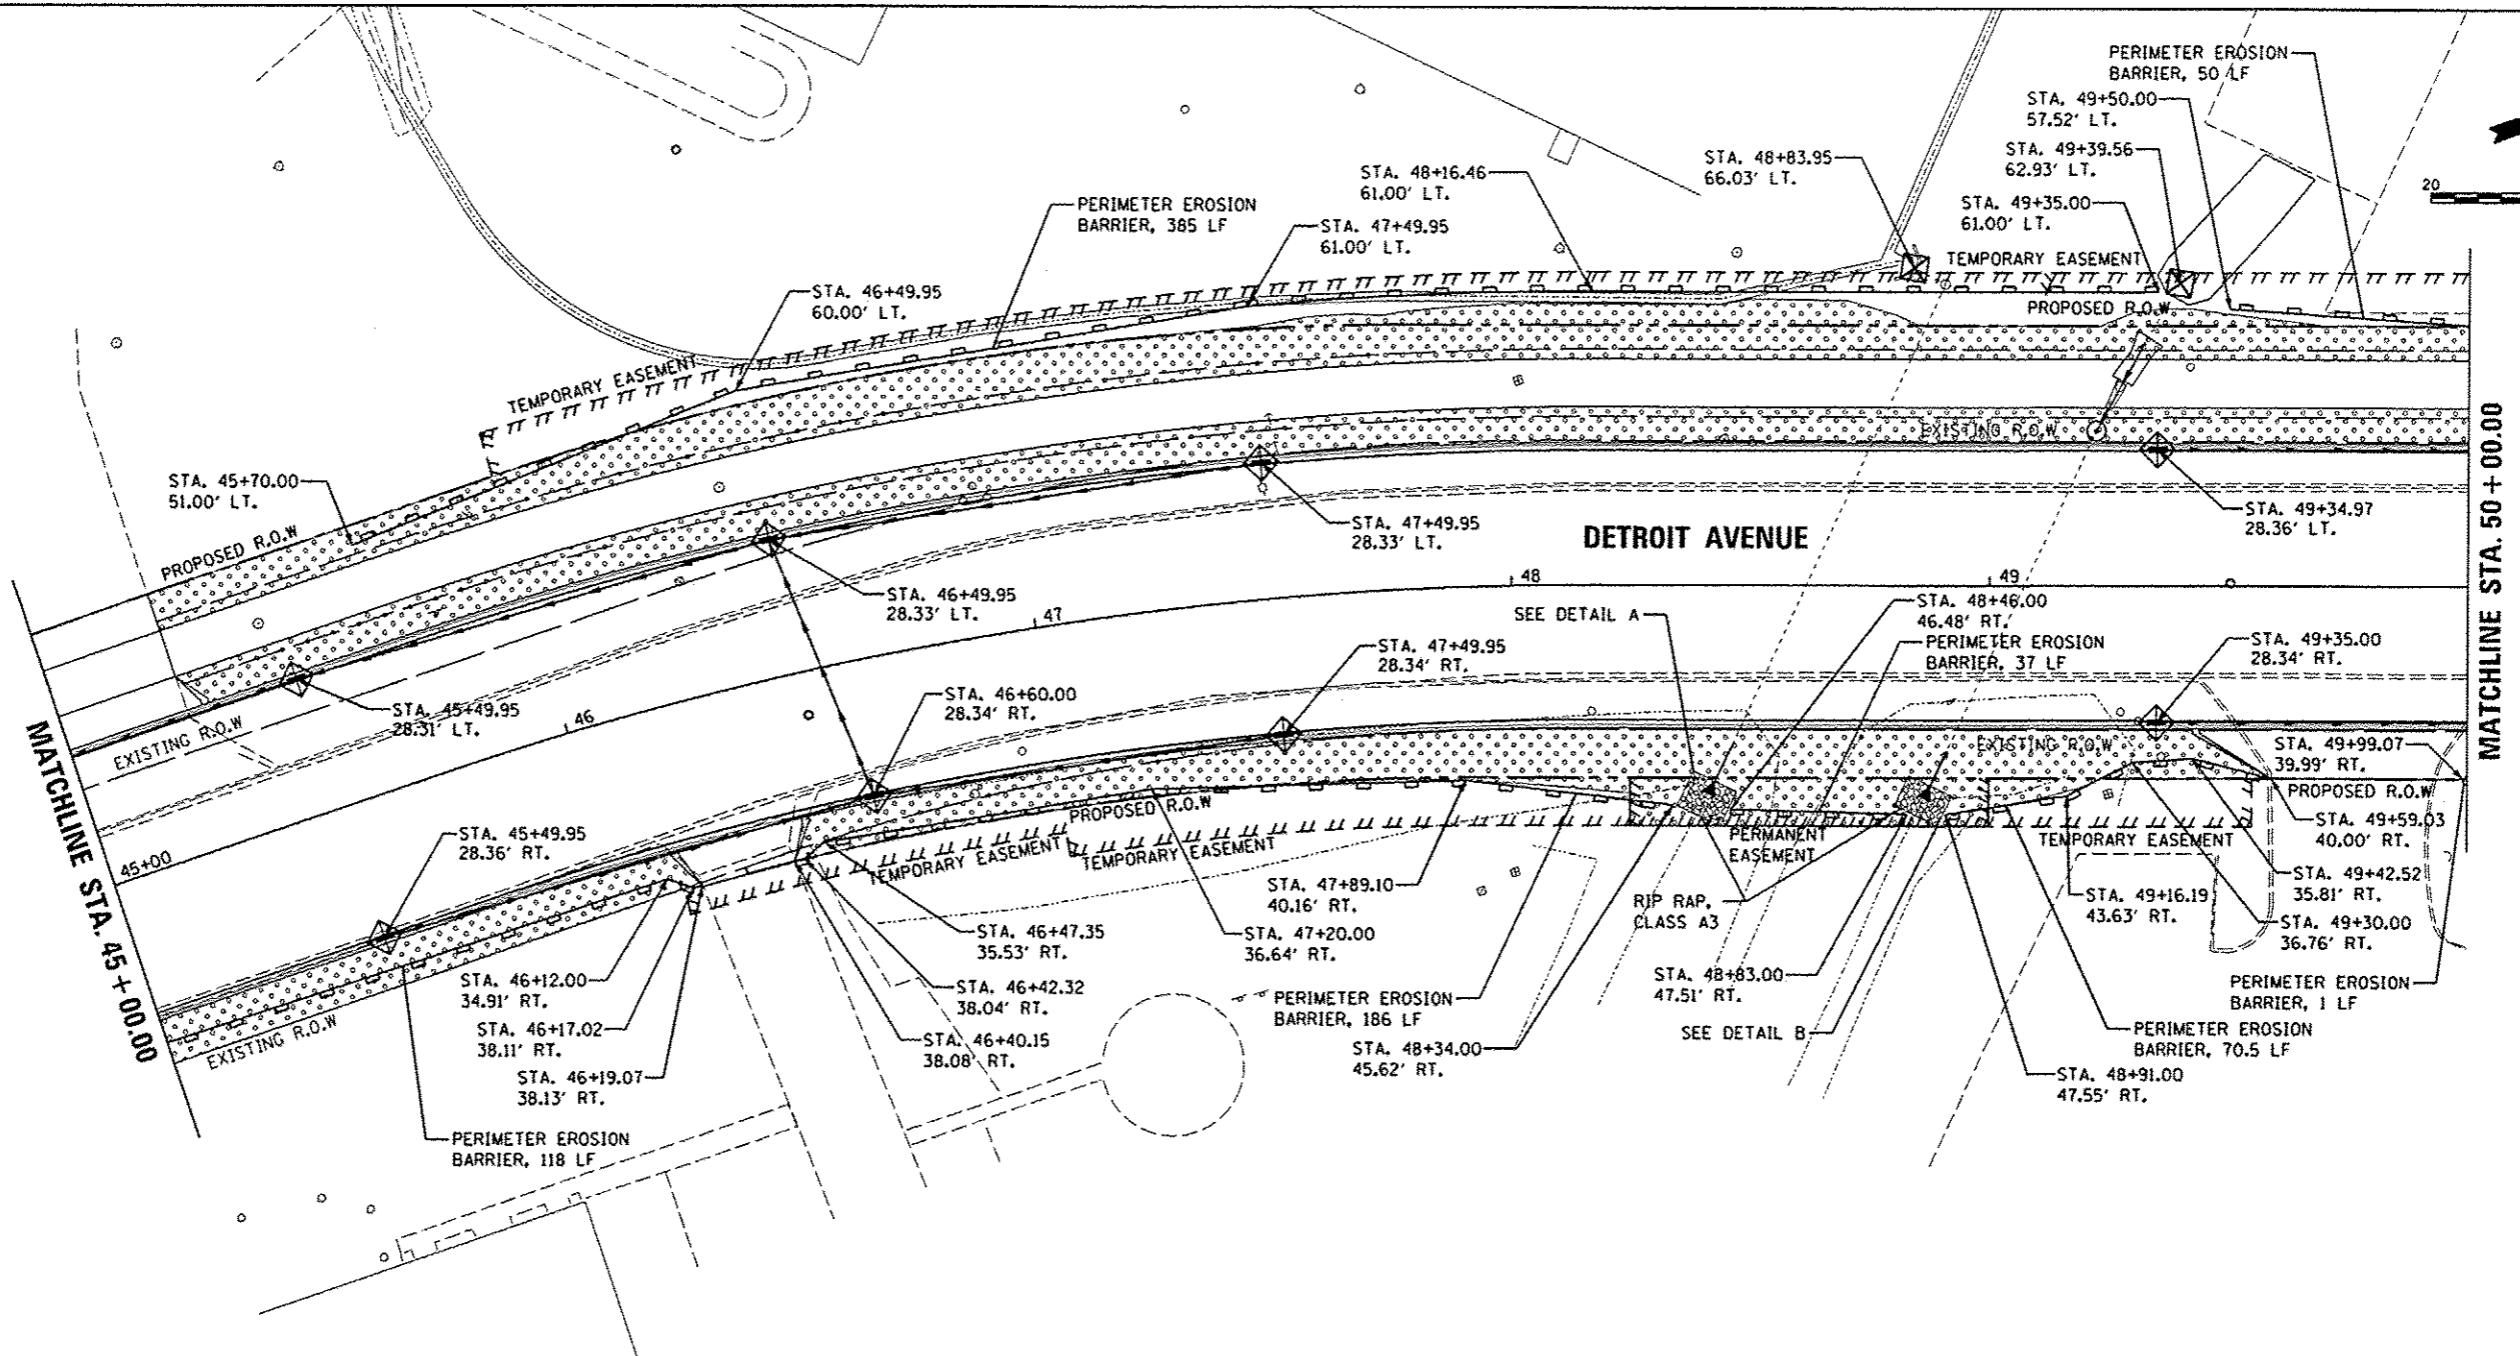 PERIMETER EROSION
BARRIER, 50 LF
STA. 49+50.00
57.52' LT.
STA. 49+39.56
62.93' LT.
STA. 49+35.00
61.00' LT.
20
STA. 48+83.95
66.03' LT.
STA. 48+16.46
61.00' LT.
STA. 47+49.95
61.00' LT.
PERIMETER EROSION
BARRIER, 385 LF
STA. 46+49.95
60.00' LT.
TEMPORARY EASEMENT
PROPOSED R.O.W
TEMPORARY EASEMENT
STA. 45+70.00
51.00' LT.
PROPOSED R.O.W
EXISTING R.O.W
STA. 49+34.97
28.36' LT.
STA. 47+49.95
28.33' LT.
DETROIT AVENUE
STA. 46+49.95
28.33' LT.
48
49
47
46
45+00
SEE DETAIL A
STA. 48+46.00
46.48' RT.
PERIMETER EROSION
BARRIER, 37 LF
STA. 49+35.00
28.34' RT.
STA. 47+49.95
28.34' RT.
STA. 46+60.00
28.34' RT.
STA. 45+49.95
28.31' LT.
EXISTING R.O.W
MATCHLINE STA. 45+00.00
MATCHLINE STA. 50+00.00
EXISTING R.O.W
STA. 49+99.07
39.99' RT.
PROPOSED R.O.W
STA. 49+59.03
40.00' RT.
TEMPORARY EASEMENT
STA. 49+42.52
35.81' RT.
STA. 49+16.19
43.63' RT.
STA. 49+30.00
36.76' RT.
PERIMETER EROSION
BARRIER, 1 LF
PERIMETER EROSION
BARRIER, 70.5 LF
STA. 48+91.00
47.55' RT.
PERMANENT
EASEMENT
RIP RAP,
CLASS A3
STA. 48+83.00
47.51' RT.
SEE DETAIL B
PROPOSED R.O.W
TEMPORARY EASEMENT
TEMPORARY EASEMENT
STA. 47+89.10
40.16' RT.
STA. 47+20.00
36.64' RT.
PERIMETER EROSION
BARRIER, 186 LF
STA. 48+34.00
45.62' RT.
STA. 46+47.35
35.53' RT.
STA. 46+42.32
38.04' RT.
STA. 46+40.15
38.08' RT.
STA. 45+49.95
28.36' RT.
STA. 46+12.00
34.91' RT.
STA. 46+17.02
38.11' RT.
STA. 46+19.07
38.13' RT.
EXISTING R.O.W
PERIMETER EROSION
BARRIER, 118 LF